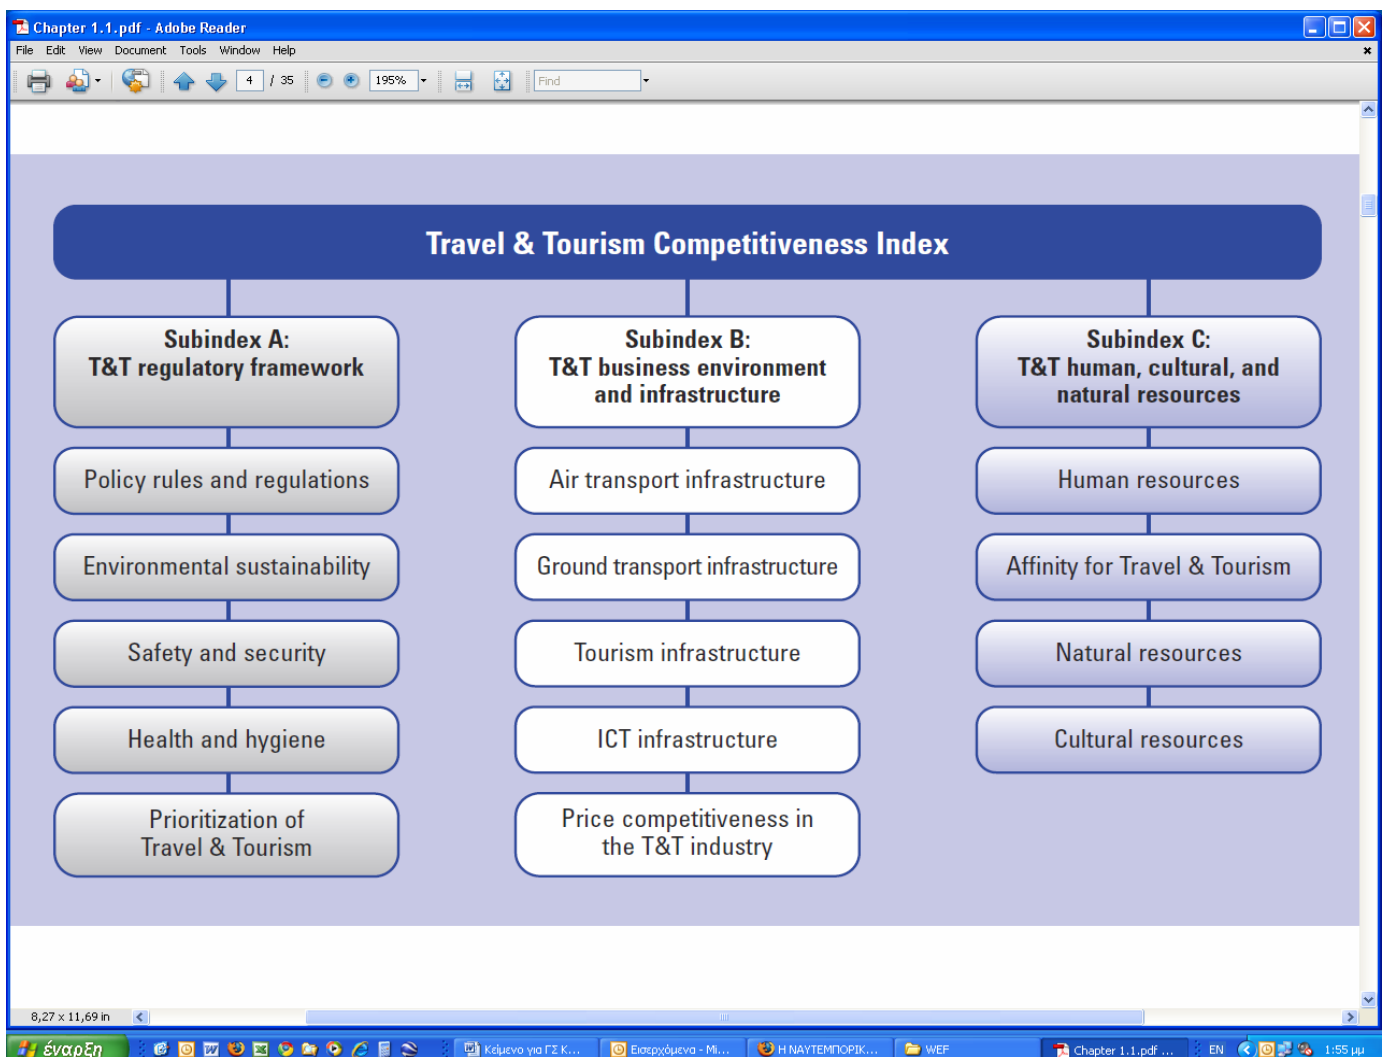 Chapter 1.1.pdf - Adobe Reader
File Edit View Document Tools Window Help
4 / 35 195% Find
Travel & Tourism Competitiveness Index
Subindex A:
T&T regulatory framework
Policy rules and regulations
Environmental sustainability
Safety and security
Health and hygiene
Prioritization of
Travel & Tourism
Subindex B:
T&T business environment
and infrastructure
Air transport infrastructure
Ground transport infrastructure
Tourism infrastructure
ICT infrastructure
Price competitiveness in
the T&T industry
Subindex C:
T&T human, cultural, and
natural resources
Human resources
Affinity for Travel & Tourism
Natural resources
Cultural resources
8,27 x 11,69 in
έναρξη Κείμενο για ΓΣ Κ... Εισερχόμενα - Mi... Η ΝΑΥΤΕΜΠΟΡΙΚ... WEF Chapter 1.1.pdf ... EN 1:55 μμ